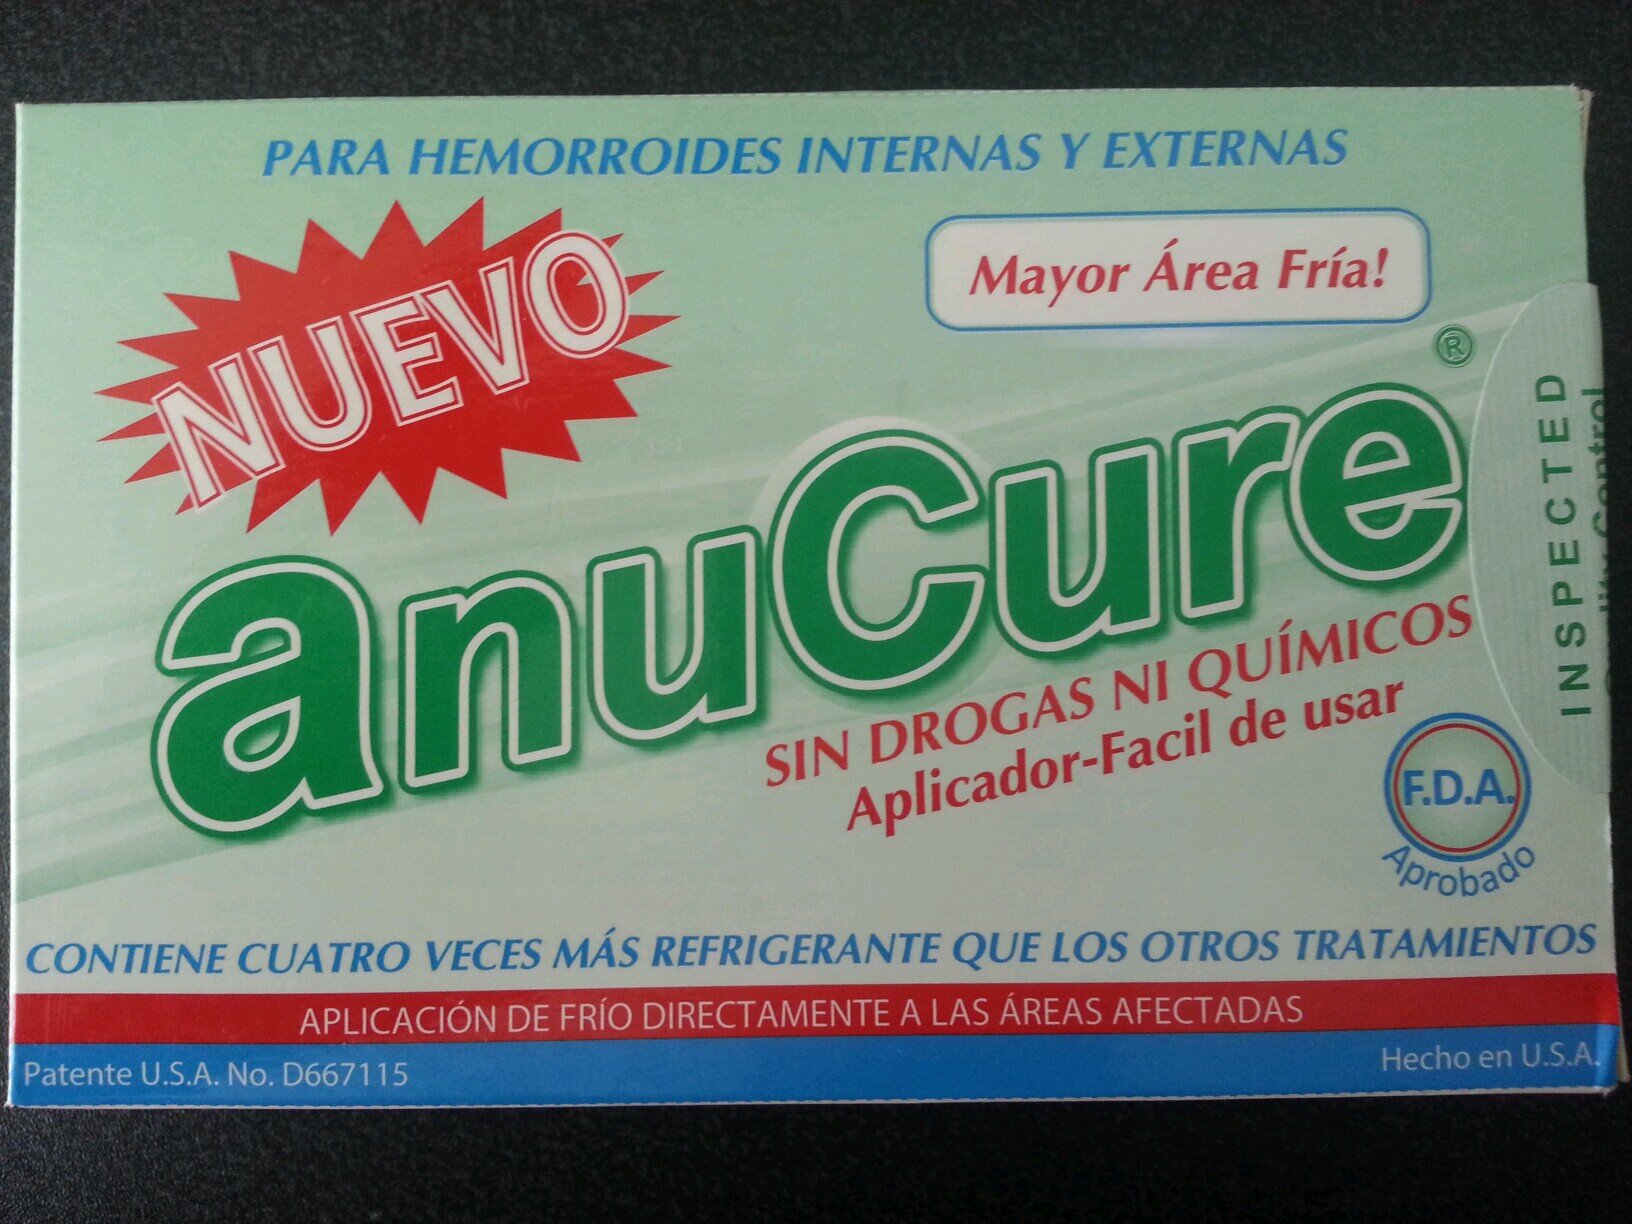 PARA HEMORROIDES INTERNAS Y EXTERNAS
NUEVO
Mayor Área Fría!
anuCure®
SIN DROGAS NI QUÍMICOS
Aplicador-Facil de usar
INSPECTED
Control
F.D.A.
Aprobado
CONTIENE CUATRO VECES MÁS REFRIGERANTE QUE LOS OTROS TRATAMIENTOS
APLICACIÓN DE FRÍO DIRECTAMENTE A LAS ÁREAS AFECTADAS
Patente U.S.A. No. D667115
Hecho en U.S.A.